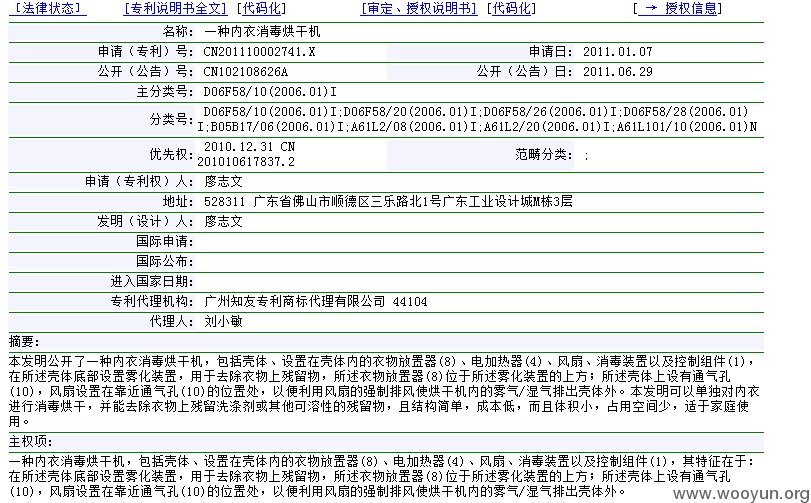 [法律状态] [专利说明书全文] [代码化] [审定、授权说明书] [代码化] [ → 授权信息]
名称: 一种内衣消毒烘干机
申请（专利）号: CN201110002741.X 申请日: 2011.01.07
公开（公告）号: CN102108626A 公开（公告）日: 2011.06.29
主分类号: D06F58/10(2006.01)I
分类号: D06F58/10(2006.01)I;D06F58/20(2006.01)I;D06F58/26(2006.01)I;D06F58/28(2006.01)
I;B05B17/06(2006.01)I;A61L2/08(2006.01)I;A61L2/20(2006.01)I;A61L101/10(2006.01)N
优先权: 2010.12.31 CN
201010617837.2 范畴分类: ;
申请（专利权）人: 廖志文
地址: 528311 广东省佛山市顺德区三乐路北1号广东工业设计城M栋3层
发明（设计）人: 廖志文
国际申请:
国际公布:
进入国家日期:
专利代理机构: 广州知友专利商标代理有限公司 44104
代理人: 刘小敏
摘要:
本发明公开了一种内衣消毒烘干机，包括壳体、设置在壳体内的衣物放置器(8)、电加热器(4)、风扇、消毒装置以及控制组件(1)，
在所述壳体底部设置雾化装置，用于去除衣物上残留物，所述衣物放置器(8)位于所述雾化装置的上方；所述壳体上设有通气孔
(10)，风扇设置在靠近通气孔(10)的位置处，以便利用风扇的强制排风使烘干机内的雾气/湿气排出壳体外。本发明可以单独对内衣
进行消毒烘干，并能去除衣物上残留洗涤剂或其他可溶性的残留物，且结构简单，成本低，而且体积小，占用空间少，适于家庭使
用。
主权项:
一种内衣消毒烘干机，包括壳体、设置在壳体内的衣物放置器(8)、电加热器(4)、风扇、消毒装置以及控制组件(1)，其特征在于：
在所述壳体底部设置雾化装置，用于去除衣物上残留物，所述衣物放置器(8)位于所述雾化装置的上方；所述壳体上设有通气孔
(10)，风扇设置在靠近通气孔(10)的位置处，以便利用风扇的强制排风使烘干机内的雾气/湿气排出壳体外。
www.wooyun.org